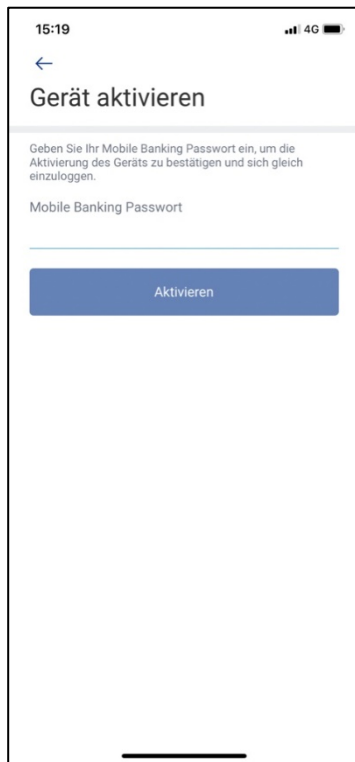 15:19 4G
Gerät aktivieren
Geben Sie Ihr Mobile Banking Passwort ein, um die
Aktivierung des Geräts zu bestätigen und sich gleich
einzuloggen.
Mobile Banking Passwort
Aktivieren